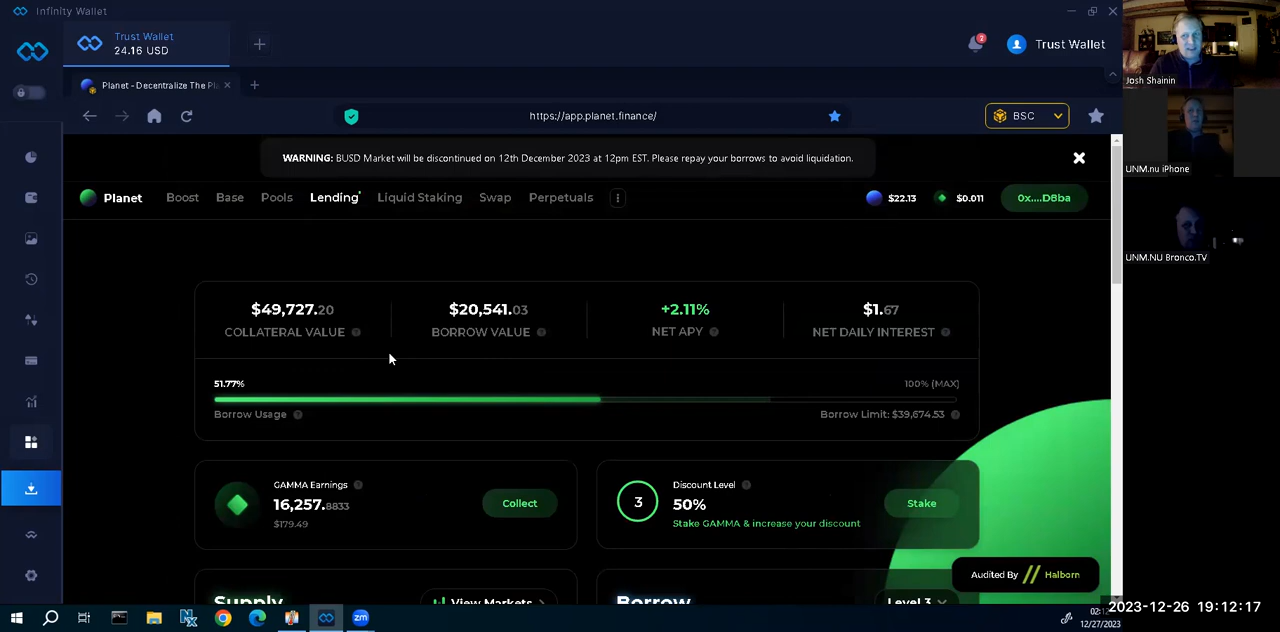 Infinity Wallet
Trust Wallet
24.16 USD
2
Trust Wallet
Planet - Decentralize The Pl
https://app.planet.finance/
BSC
WARNING: BUSD Market will be discontinued on 12th December 2023 at 12pm EST. Please repay your borrows to avoid liquidation.
Planet Boost Base Pools Lending Liquid Staking Swap Perpetuals $22.13 $0.011 0x....D8ba
$49,727.20 $20,541.03 +2.11% $1.67
COLLATERAL VALUE ? BORROW VALUE ? NET APY ? NET DAILY INTEREST ?
51.77% 100% (MAX)
Borrow Usage ? Borrow Limit: $39,674.53 ?
GAMMA Earnings ?
16,257.8833
$179.49
Collect
3
Discount Level ?
50%
Stake GAMMA & increase your discount
Stake
Audited By Halborn
Supply View Markets Borrow Level 3
Josh Shainin
UNM.nu iPhone
UNM.NU Bronco.TV
zm
02:12
12/27/2023
2023-12-26 19:12:17